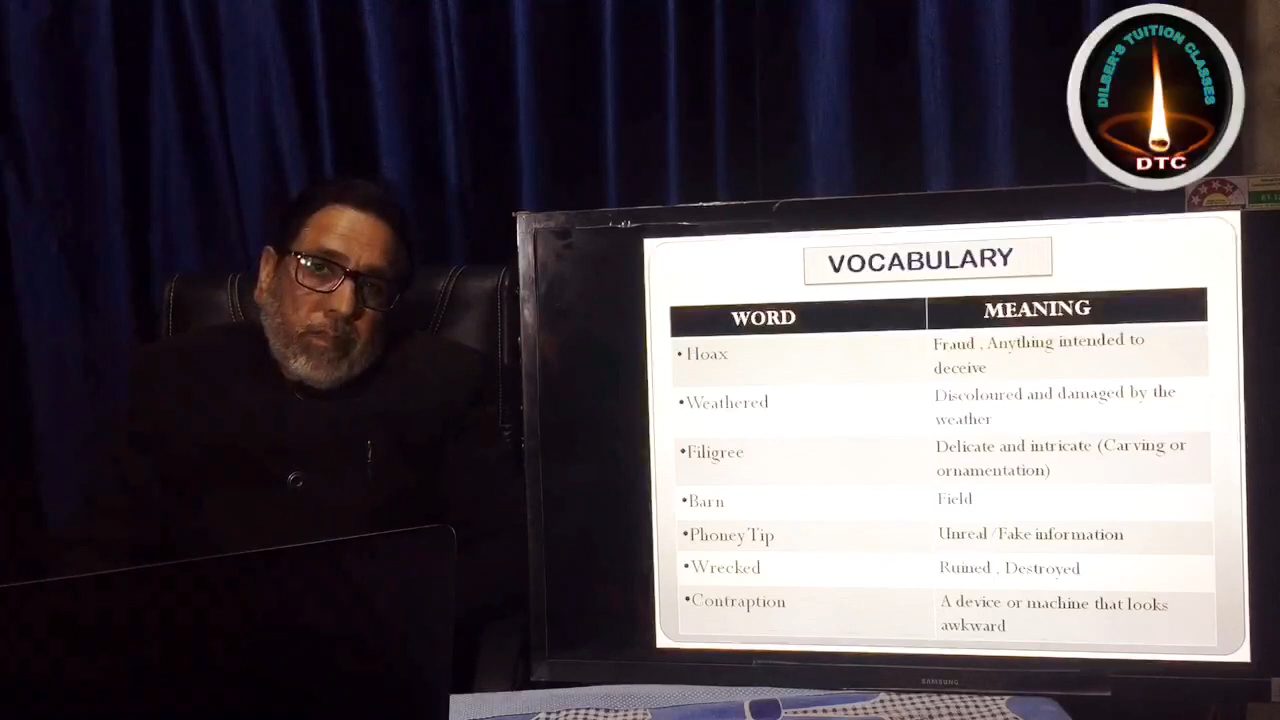 DILBER'S TUITION CLASSES
DTC
VOCABULARY
WORD MEANING
• Hoax Fraud , Anything intended to
deceive
•Weathered Discoloured and damaged by the
weather
•Filigree Delicate and intricate (Carving or
ornamentation)
•Barn Field
•Phoney Tip Unreal /Fake information
•Wrecked Ruined , Destroyed
•Contraption A device or machine that looks
awkward
SAMSUNG